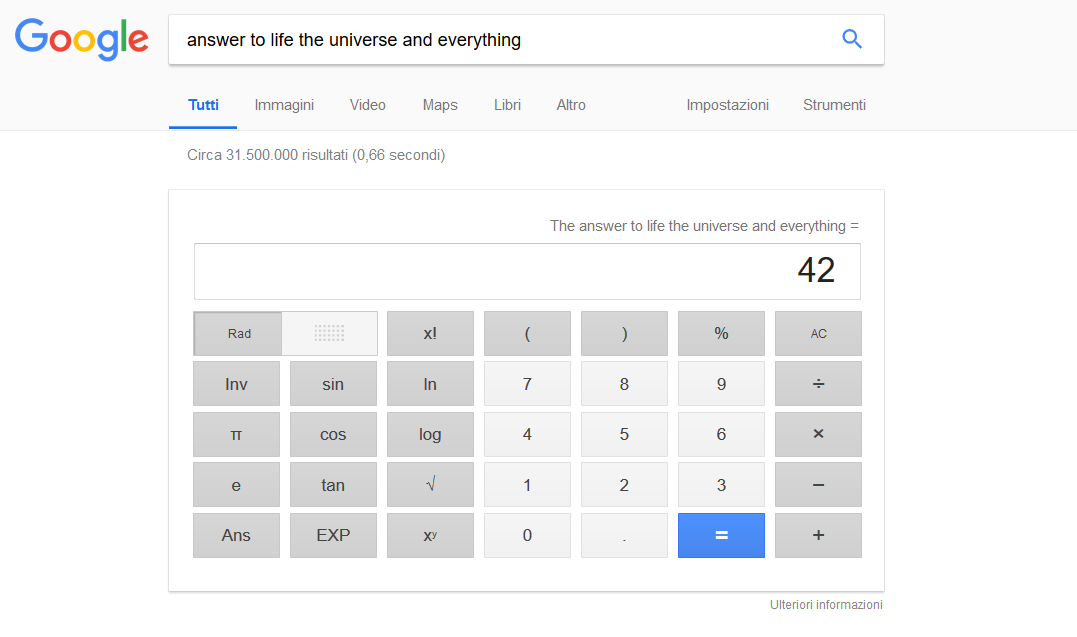 Google
answer to life the universe and everything
Tutti Immagini Video Maps Libri Altro Impostazioni Strumenti
Circa 31.500.000 risultati (0,66 secondi)
The answer to life the universe and everything =
42
Rad x! ( ) % AC
Inv sin ln 7 8 9 ÷
π cos log 4 5 6 ×
e tan √ 1 2 3 −
Ans EXP xʸ 0 . = +
Ulteriori informazioni